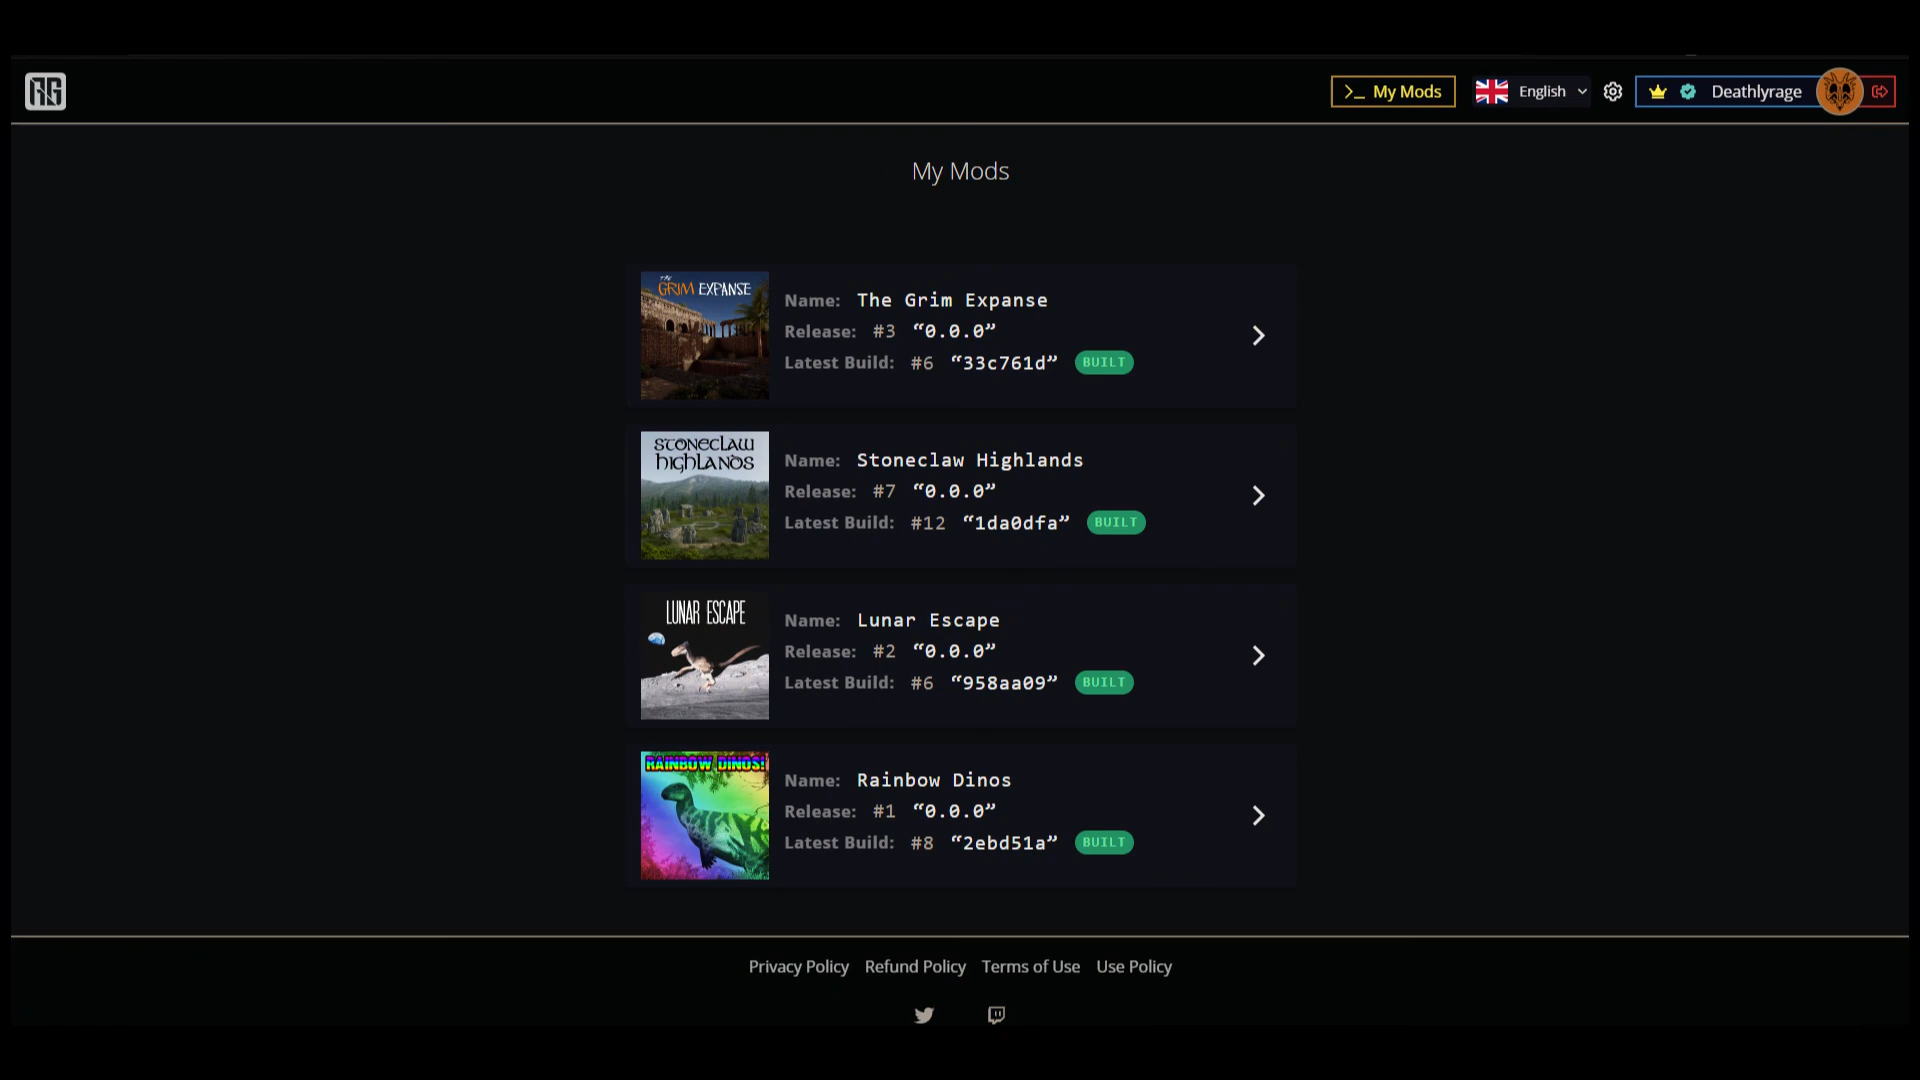 AG
>_ My Mods
English
Deathlyrage
My Mods
THE GRIM EXPANSE
Name: The Grim Expanse
Release: #3 “0.0.0”
Latest Build: #6 “33c761d” BUILT
STONECLAW
HIGHLANDS
Name: Stoneclaw Highlands
Release: #7 “0.0.0”
Latest Build: #12 “1da0dfa” BUILT
LUNAR ESCAPE
Name: Lunar Escape
Release: #2 “0.0.0”
Latest Build: #6 “958aa09” BUILT
RAINBOW DINOS!
Name: Rainbow Dinos
Release: #1 “0.0.0”
Latest Build: #8 “2ebd51a” BUILT
Privacy Policy Refund Policy Terms of Use Use Policy